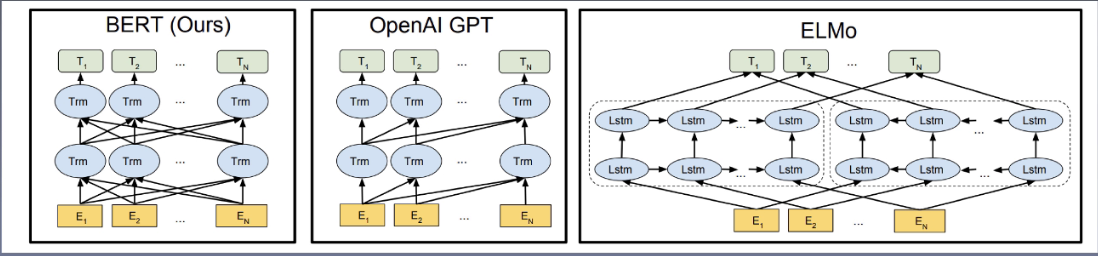 BERT (Ours) OpenAI GPT ELMo
T1 T2 ... TN T1 T2 ... TN T1 T2 ... TN
Trm Trm ... Trm Trm Trm ... Trm Lstm Lstm ... Lstm Lstm Lstm ... Lstm
Trm Trm ... Trm Trm Trm ... Trm Lstm Lstm ... Lstm Lstm Lstm ... Lstm
E1 E2 ... EN E1 E2 ... EN E1 E2 ... EN